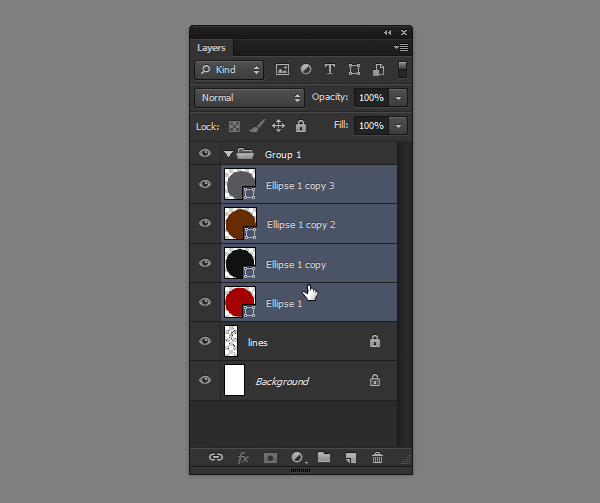 Layers
Kind
T
Normal Opacity: 100%
Lock: Fill: 100%
Group 1
Ellipse 1 copy 3
Ellipse 1 copy 2
Ellipse 1 copy
Ellipse 1
lines
Background
fx